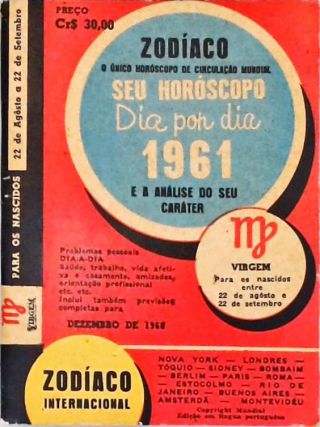 PREÇO
Cr$ 30,00
ZODÍACO
O ÚNICO HORÓSCOPO DE CIRCULAÇÃO MUNDIAL
SEU HORÓSCOPO
Dia por dia
1961
E A ANÁLISE DO SEU
CARÁTER
PARA OS NASCIDOS 22 de Agôsto a 22 de Setembro
VIRGEM
VIRGEM
Para os nascidos
entre
22 de agôsto e
22 de setembro
Problemas pessoais
DIA-A-DIA
Saúde, trabalho, vida afeti-
va e casamento, amizades,
orientação profissional
etc. etc.
Inclui também previsões
completas para
DEZEMBRO DE 1960
ZODÍACO
INTERNACIONAL
NOVA YORK — LONDRES —
TÓQUIO — SIDNEY — BOMBAIM
— BERLIM — PARIS — ROMA —
ESTOCOLMO — RIO DE
JANEIRO — BUENOS AIRES —
AMSTERDÃ — MONTEVIDÉU
Copyright Mundial
Edição em língua portuguêsa